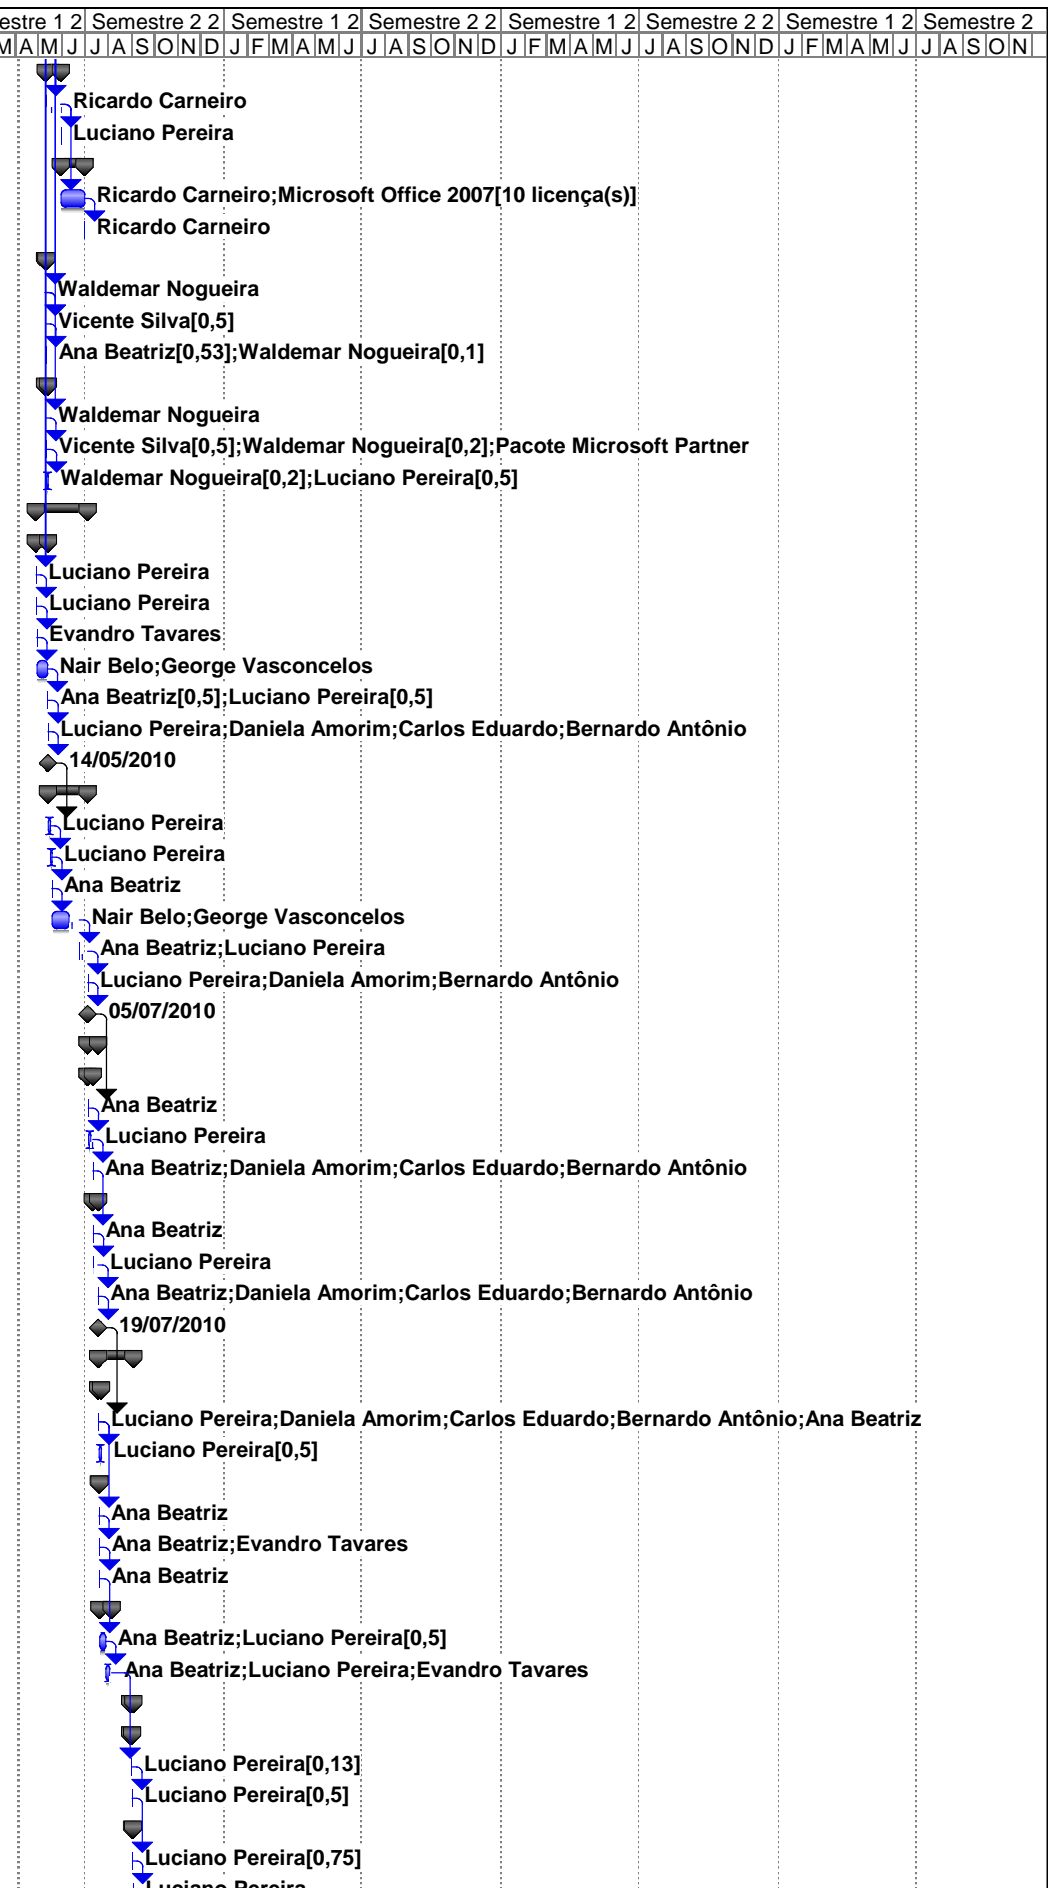 estre 1 2 Semestre 2 2 Semestre 1 2 Semestre 2 2 Semestre 1 2 Semestre 2 2 Semestre 1 2 Semestre 2
M A M J J A S O N D J F M A M J J A S O N D J F M A M J J A S O N D J F M A M J J A S O N
Ricardo Carneiro
Luciano Pereira
Ricardo Carneiro;Microsoft Office 2007[10 licença(s)]
Ricardo Carneiro
Waldemar Nogueira
Vicente Silva[0,5]
Ana Beatriz[0,53];Waldemar Nogueira[0,1]
Waldemar Nogueira
Vicente Silva[0,5];Waldemar Nogueira[0,2];Pacote Microsoft Partner
Waldemar Nogueira[0,2];Luciano Pereira[0,5]
Luciano Pereira
Luciano Pereira
Evandro Tavares
Nair Belo;George Vasconcelos
Ana Beatriz[0,5];Luciano Pereira[0,5]
Luciano Pereira;Daniela Amorim;Carlos Eduardo;Bernardo Antônio
14/05/2010
Luciano Pereira
Luciano Pereira
Ana Beatriz
Nair Belo;George Vasconcelos
Ana Beatriz;Luciano Pereira
Luciano Pereira;Daniela Amorim;Bernardo Antônio
05/07/2010
Ana Beatriz
Luciano Pereira
Ana Beatriz;Daniela Amorim;Carlos Eduardo;Bernardo Antônio
Ana Beatriz
Luciano Pereira
Ana Beatriz;Daniela Amorim;Carlos Eduardo;Bernardo Antônio
19/07/2010
Luciano Pereira;Daniela Amorim;Carlos Eduardo;Bernardo Antônio;Ana Beatriz
Luciano Pereira[0,5]
Ana Beatriz
Ana Beatriz;Evandro Tavares
Ana Beatriz
Ana Beatriz;Luciano Pereira[0,5]
Ana Beatriz;Luciano Pereira;Evandro Tavares
Luciano Pereira[0,13]
Luciano Pereira[0,5]
Luciano Pereira[0,75]
Luciano Pereira